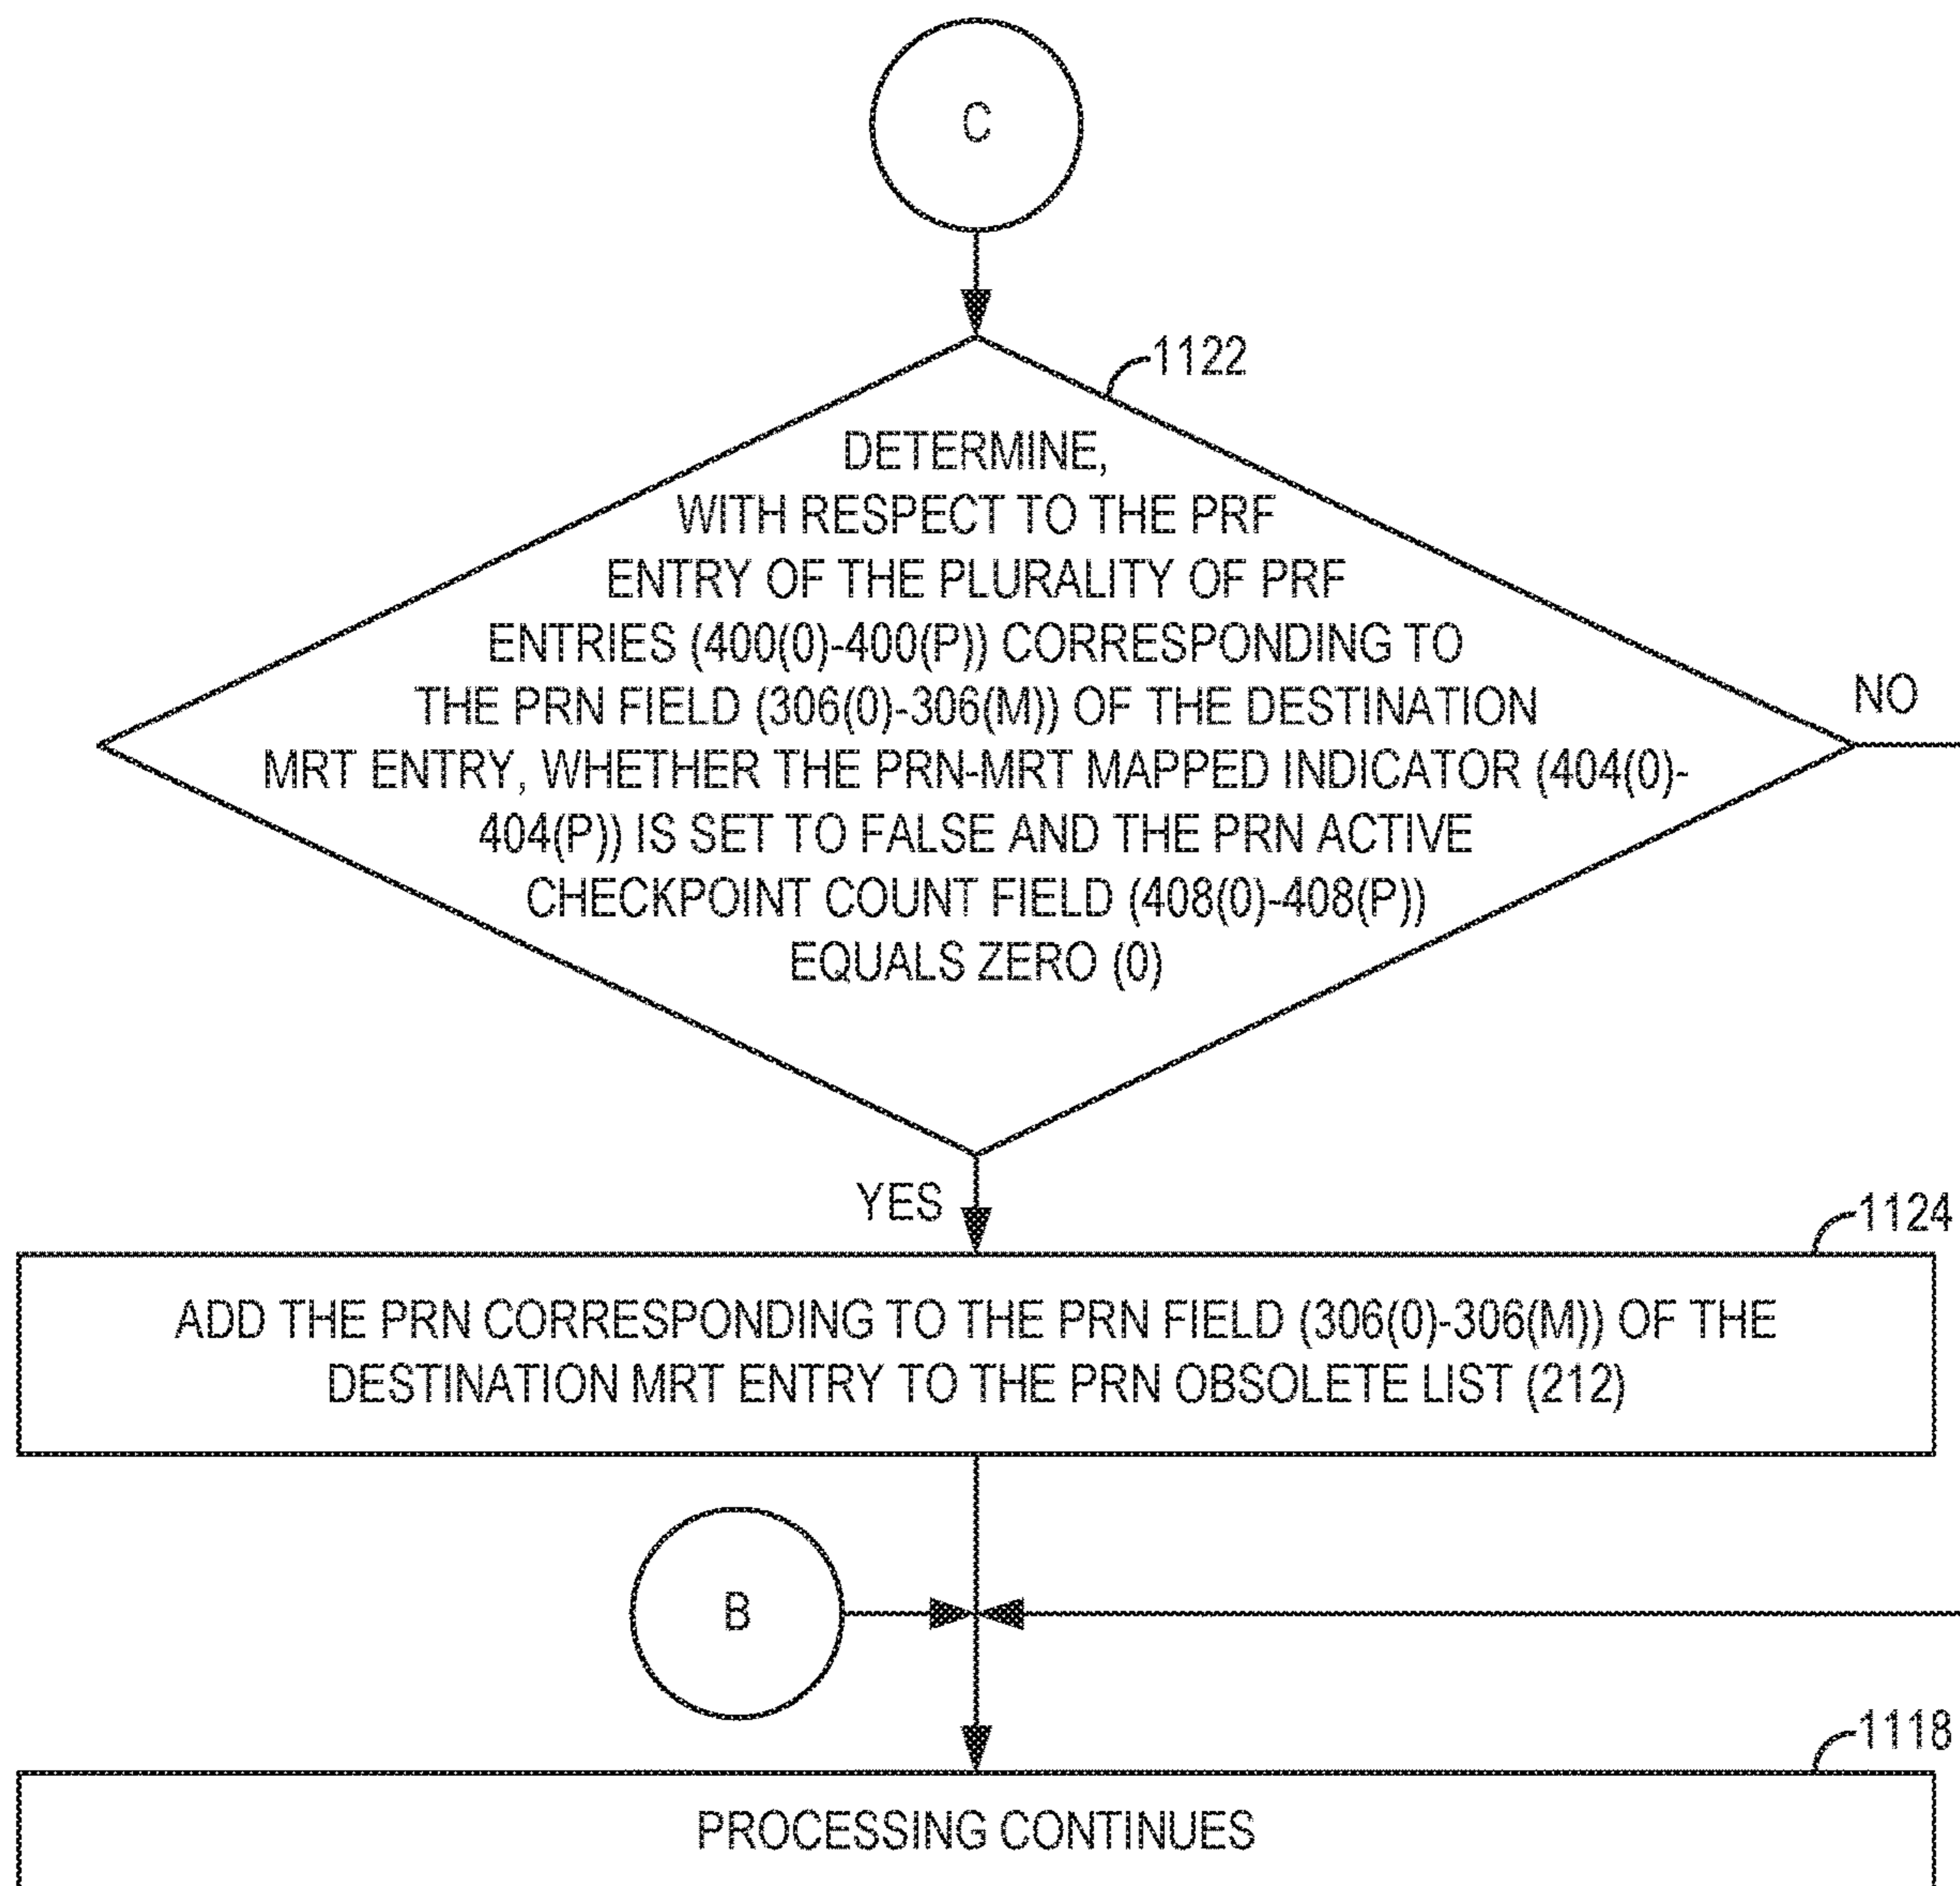 C
1122
DETERMINE,
WITH RESPECT TO THE PRF
ENTRY OF THE PLURALITY OF PRF
ENTRIES (400(0)-400(P)) CORRESPONDING TO
THE PRN FIELD (306(0)-306(M)) OF THE DESTINATION
MRT ENTRY, WHETHER THE PRN-MRT MAPPED INDICATOR (404(0)-
404(P)) IS SET TO FALSE AND THE PRN ACTIVE
CHECKPOINT COUNT FIELD (408(0)-408(P))
EQUALS ZERO (0)
NO
YES
1124
ADD THE PRN CORRESPONDING TO THE PRN FIELD (306(0)-306(M)) OF THE
DESTINATION MRT ENTRY TO THE PRN OBSOLETE LIST (212)
B
1118
PROCESSING CONTINUES